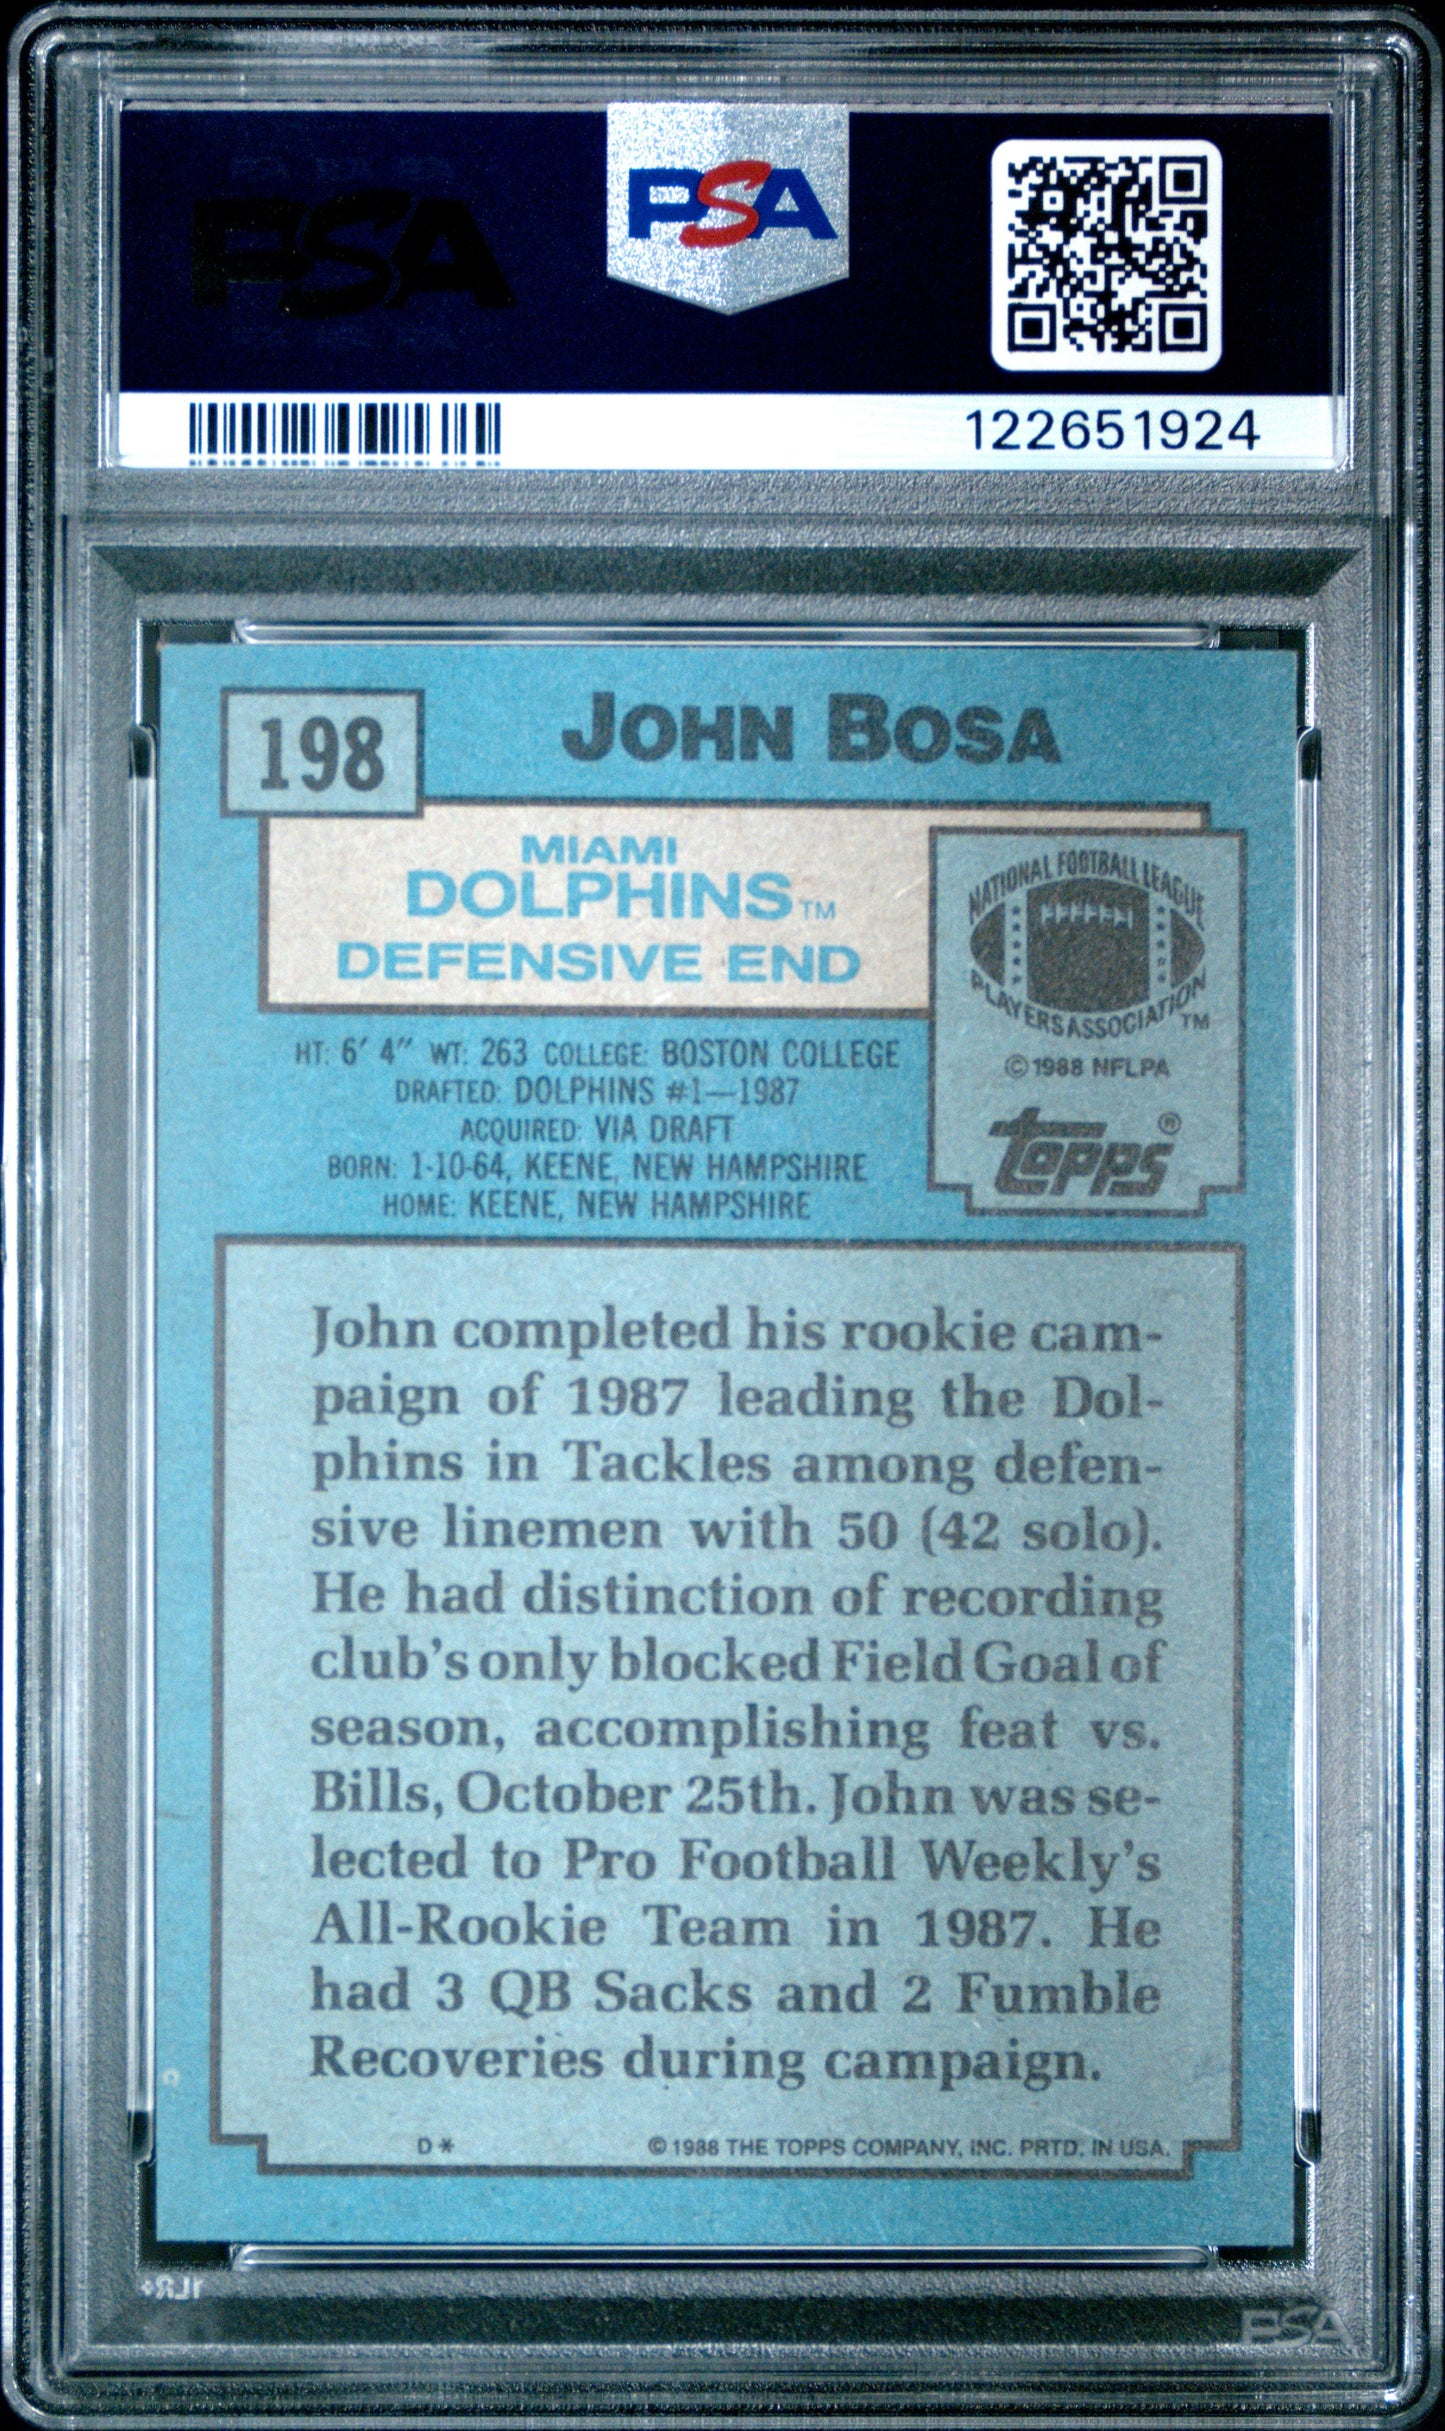 PSA
PSA
122651924
198
JOHN BOSA
MIAMI
DOLPHINS™
DEFENSIVE END
NATIONAL FOOTBALL LEAGUE
PLAYERS ASSOCIATION™
©1988 NFLPA
topps®
HT: 6' 4" WT: 263 COLLEGE: BOSTON COLLEGE
DRAFTED: DOLPHINS #1—1987
ACQUIRED: VIA DRAFT
BORN: 1-10-64, KEENE, NEW HAMPSHIRE
HOME: KEENE, NEW HAMPSHIRE
John completed his rookie cam-
paign of 1987 leading the Dol-
phins in Tackles among defen-
sive linemen with 50 (42 solo).
He had distinction of recording
club's only blocked Field Goal of
season, accomplishing feat vs.
Bills, October 25th. John was se-
lected to Pro Football Weekly's
All-Rookie Team in 1987. He
had 3 QB Sacks and 2 Fumble
Recoveries during campaign.
D* © 1988 THE TOPPS COMPANY, INC. PRTD. IN USA.
1LR+
PSA